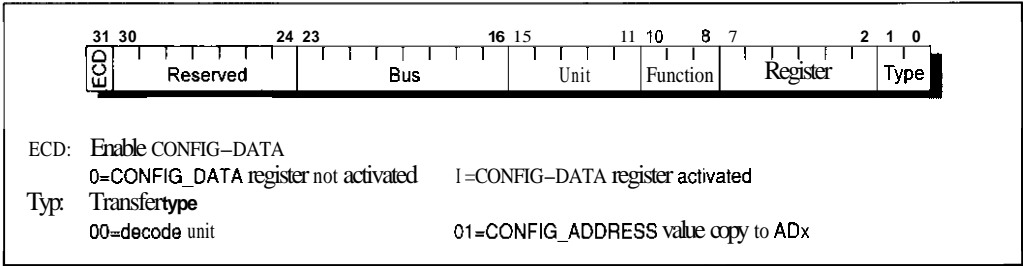 31 30 24 23 16 15 11 10 8 7 2 1 0
ECD Reserved Bus Unit Function Register Type
ECD: Enable CONFIG–DATA
0=CONFIG_DATA register not activated I=CONFIG–DATA register activated
Typ: Transfertype
00=decode unit 01=CONFIG_ADDRESS value copy to ADx